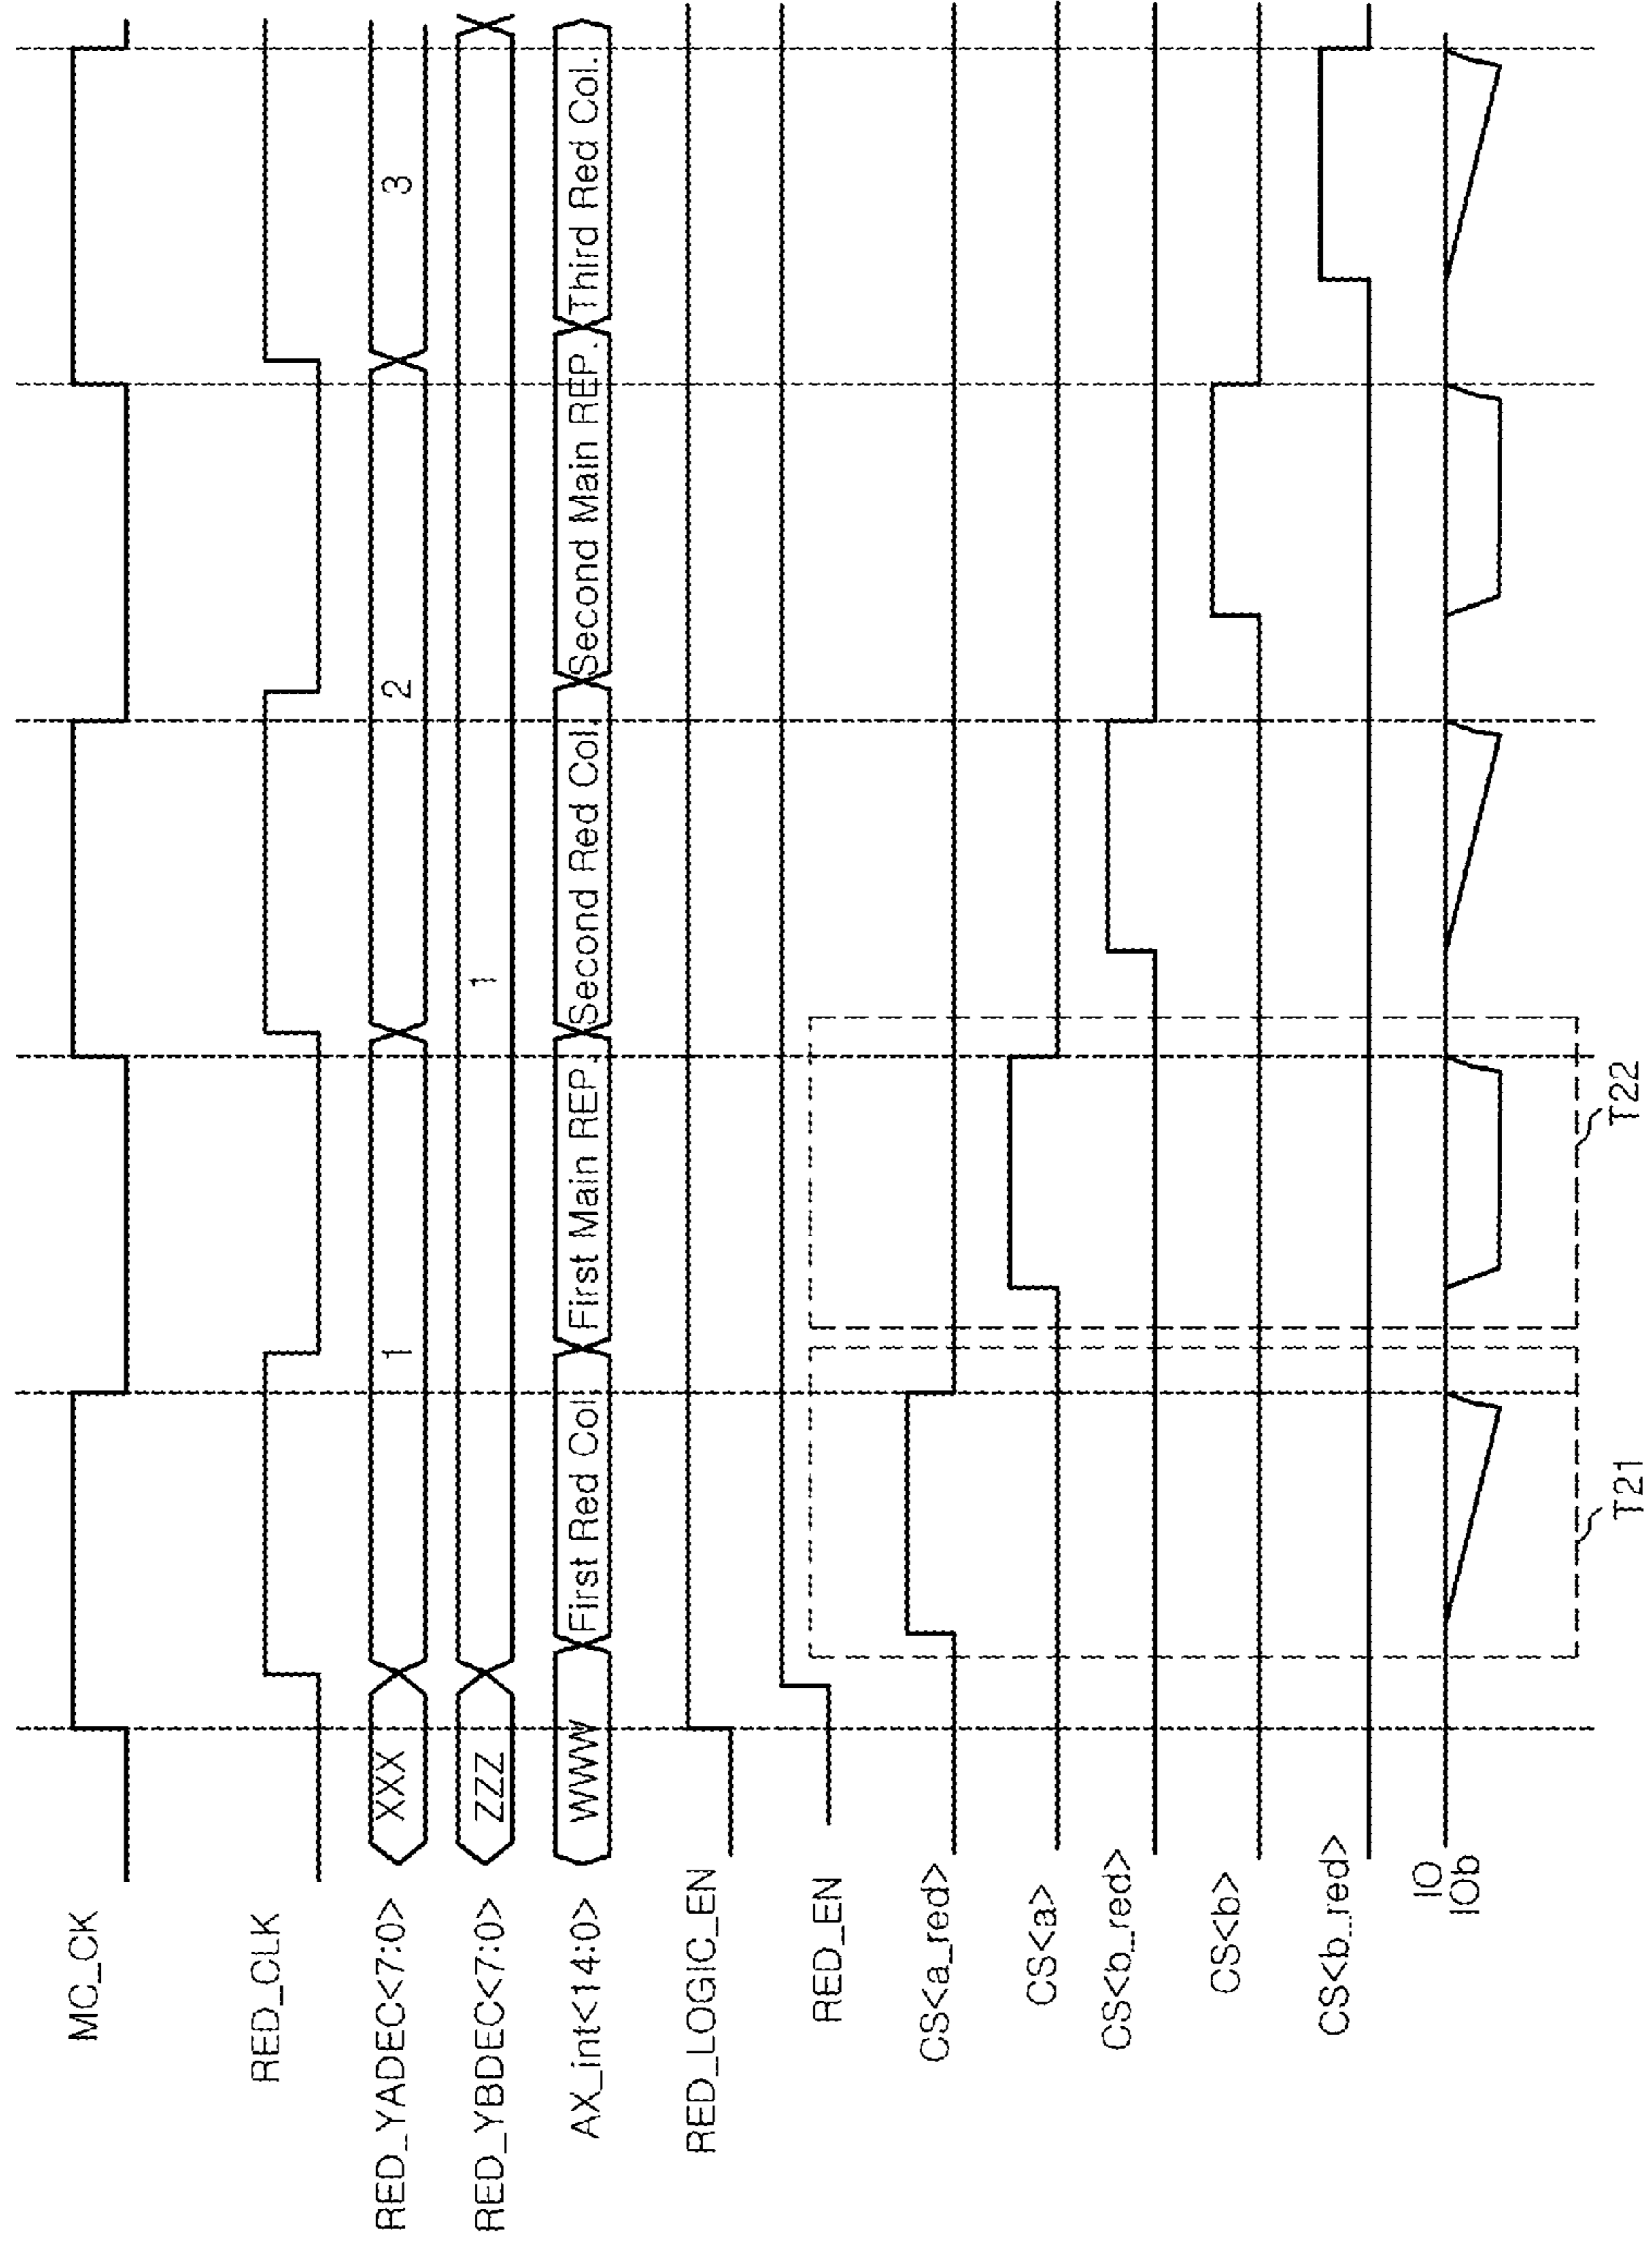 MC_CK
RED_CLK
RED_YADEC<7:0> XXX 1 2 3
RED_YBDEC<7:0> ZZZ 1
AX_int<14:0> WWW First Red Col. First Main REP. Second Red Col. Second Main REP. Third Red Col.
RED_LOGIC_EN
RED_EN
CS<a_red>
CS<a>
CS<b_red>
CS<b>
CS<b_red>
IO
IOb
T21 T22